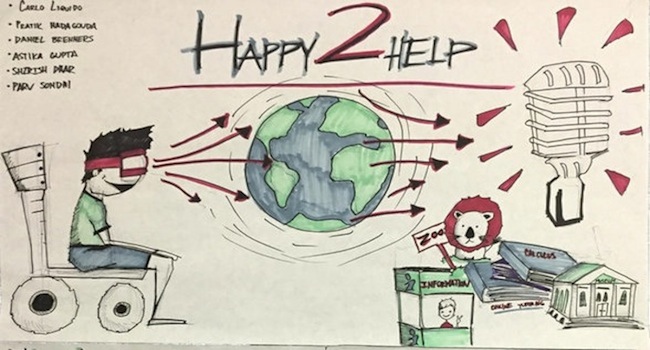 • CARLO LIQUIDO
• PRATIK NADAGOUDA
• DANIEL BRENNERS
• ASTIKA GUPTA
• SHIRISH DHAR
• PARV SONDHI
HAPPY 2 HELP
ZOO
CALCULUS
INFORMATION
ONLINE TUTORING